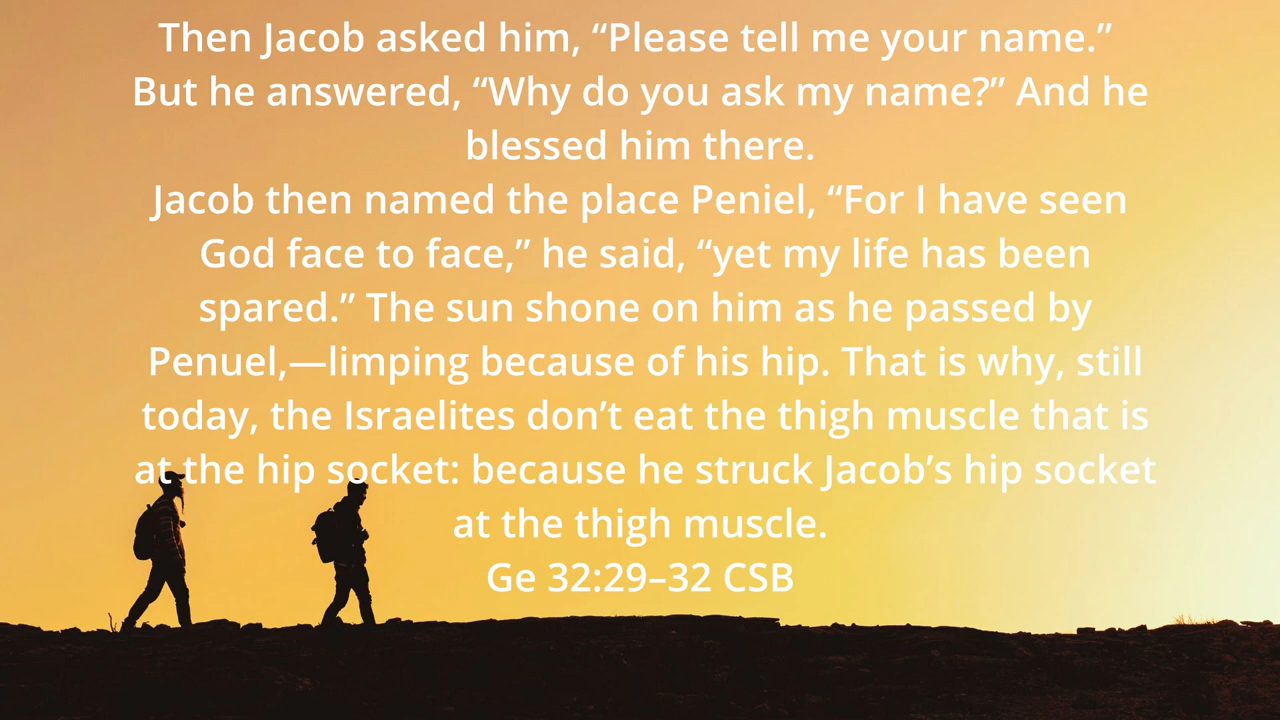 Then Jacob asked him, “Please tell me your name.”
But he answered, “Why do you ask my name?” And he
blessed him there.
Jacob then named the place Peniel, “For I have seen
God face to face,” he said, “yet my life has been
spared.” The sun shone on him as he passed by
Penuel,—limping because of his hip. That is why, still
today, the Israelites don’t eat the thigh muscle that is
at the hip socket: because he struck Jacob’s hip socket
at the thigh muscle.
Ge 32:29–32 CSB